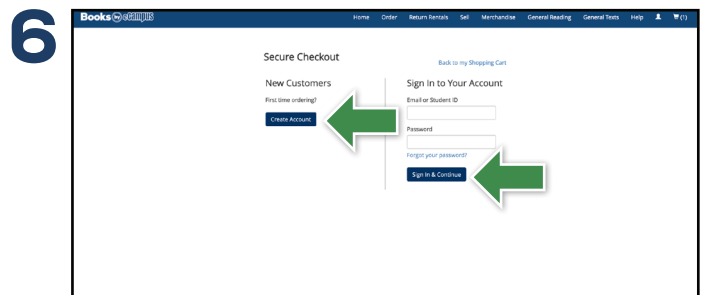 6
Books by eCampus Home Order Return Rentals Sell Merchandise General Reading General Texts Help (1)
Secure Checkout
Back to my Shopping Cart
New Customers
First time ordering?
Create Account
Sign In to Your Account
Email or Student ID
Password
Forgot your password?
Sign In & Continue